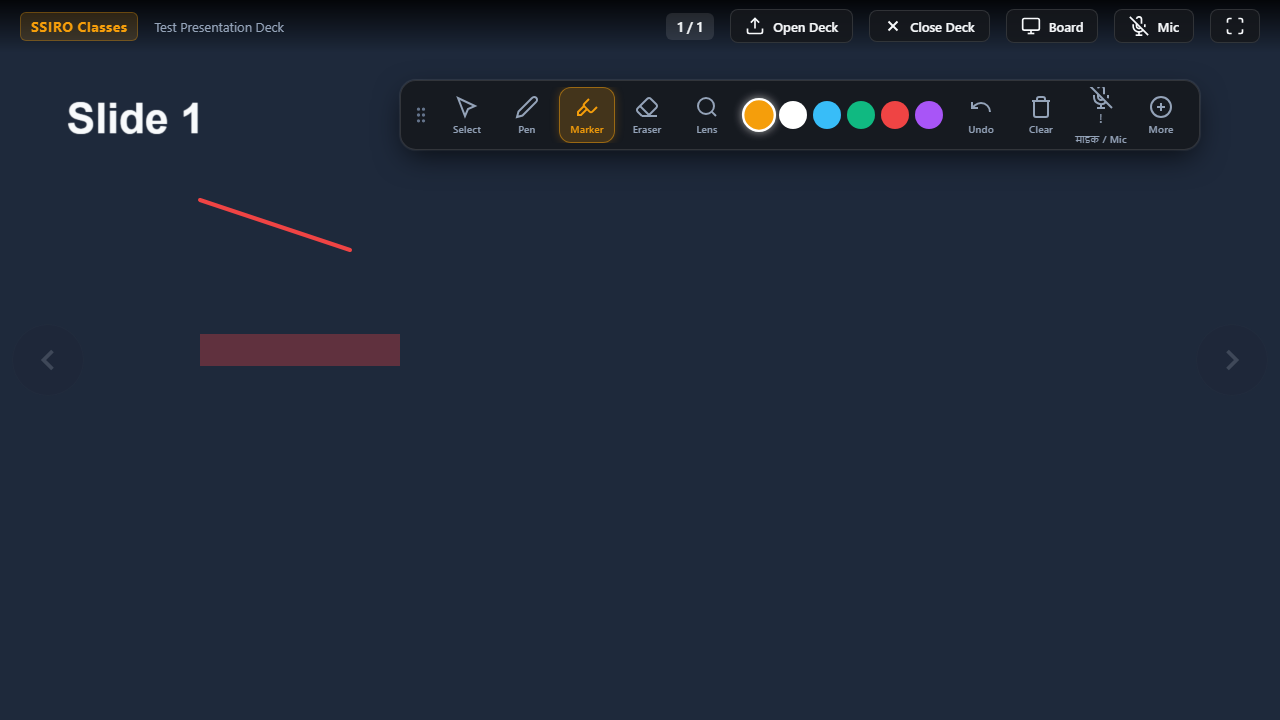 SSIRO Classes
Test Presentation Deck
1 / 1
Open Deck
Close Deck
Board
Mic
Slide 1
Select
Pen
Marker
Eraser
Lens
Undo
Clear
!
माइक / Mic
More